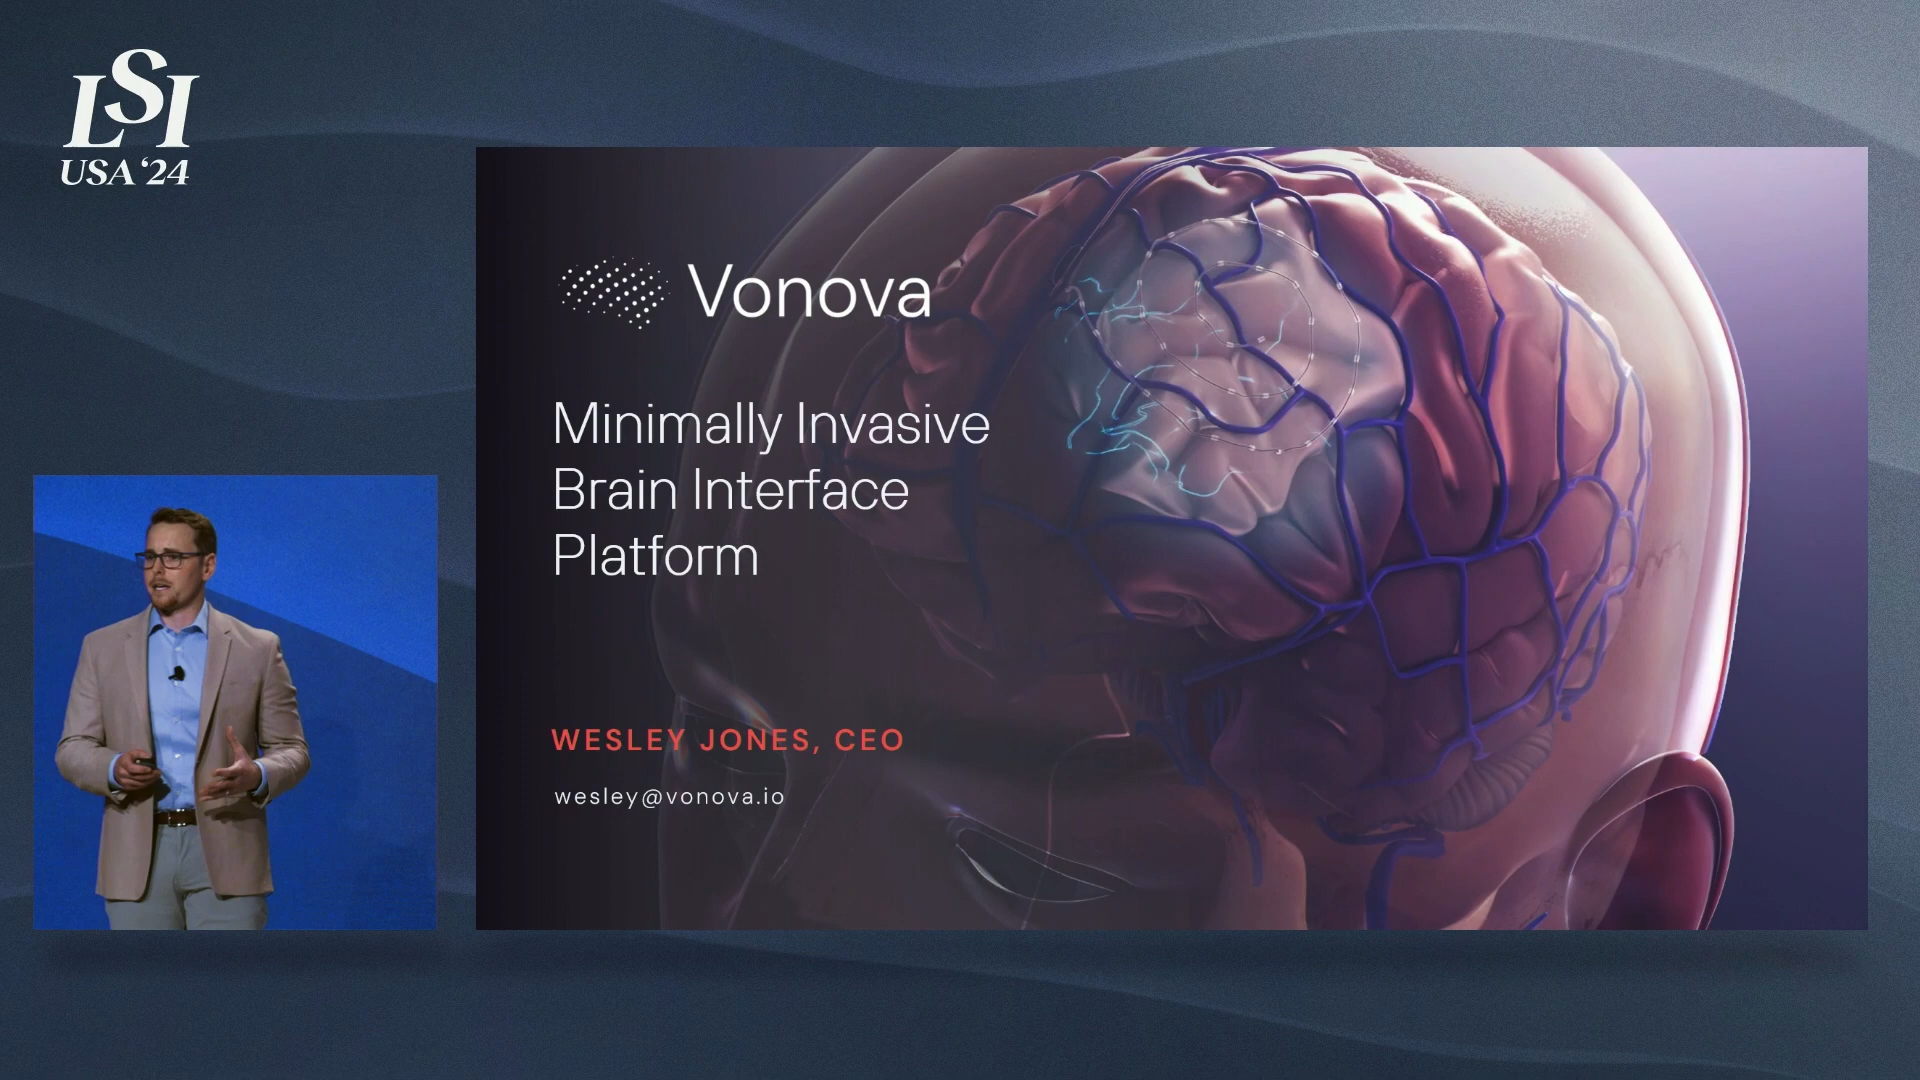 LSI
USA '24
Vonova
Minimally Invasive
Brain Interface
Platform
WESLEY JONES, CEO
wesley@vonova.io